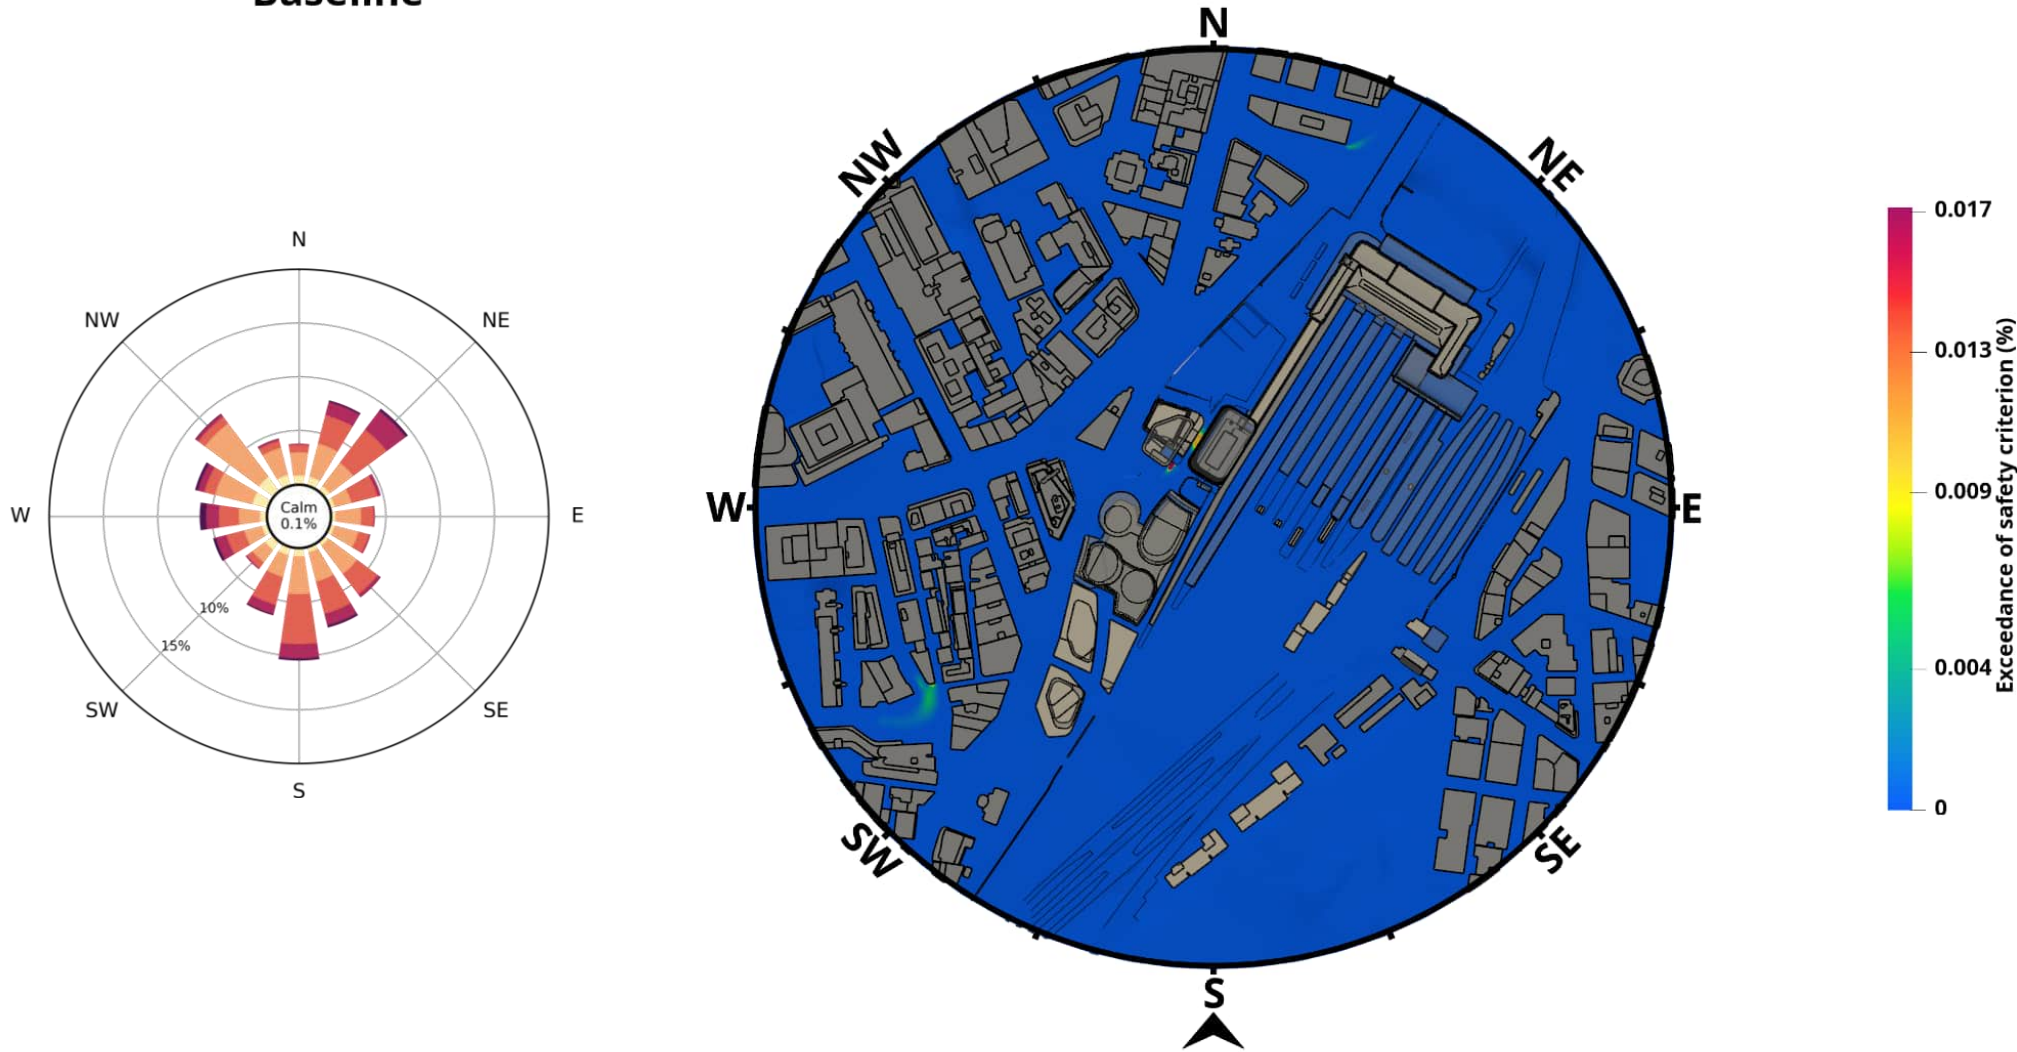 Baseline
N
NW
NE
W
Calm
0.1%
E
10%
15%
SW
SE
S
N
NW
NE
W
E
SW
SE
S
0.017
0.013
0.009
0.004
0
Exceedance of safety criterion (%)